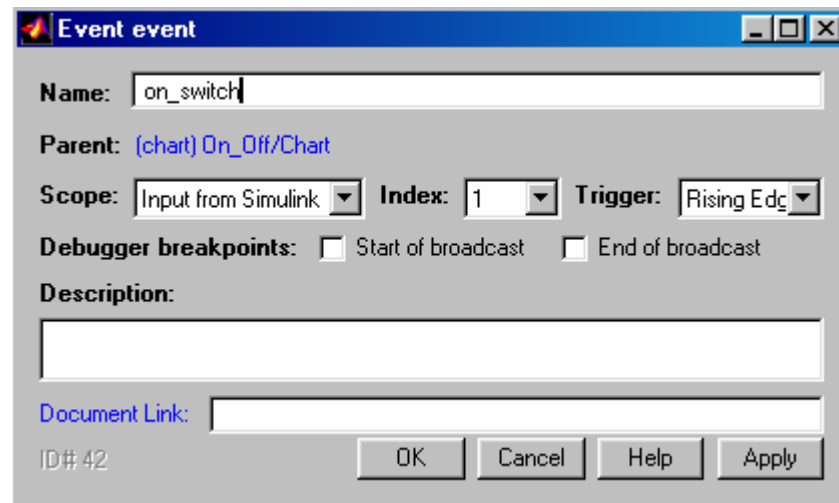 Event event
Name: on_switch
Parent: (chart) On_Off/Chart
Scope: Input from Simulink Index: 1 Trigger: Rising Edg
Debugger breakpoints: Start of broadcast End of broadcast
Description:
Document Link:
ID# 42 OK Cancel Help Apply